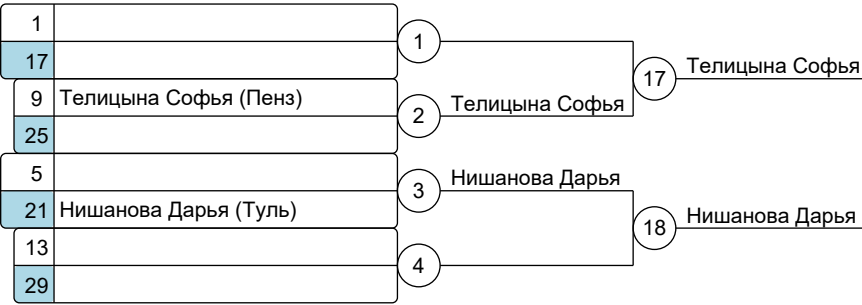 1
17
1
9 Телицына Софья (Пенз)
25
2
Телицына Софья
17
Телицына Софья
5
21 Нишанова Дарья (Туль)
3
Нишанова Дарья
13
29
4
18
Нишанова Дарья